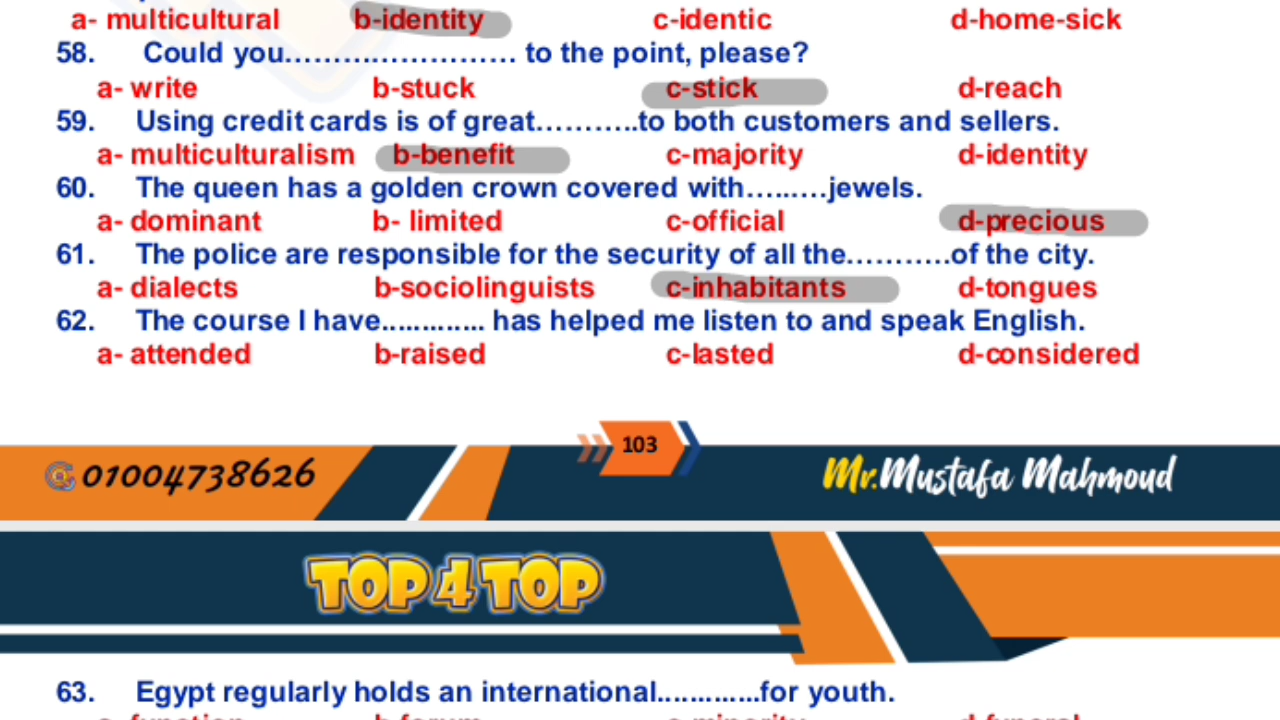 a- multicultural b-identity c-identic d-home-sick
58. Could you........................ to the point, please?
a- write b-stuck c-stick d-reach
59. Using credit cards is of great...........to both customers and sellers.
a- multiculturalism b-benefit c-majority d-identity
60. The queen has a golden crown covered with.........jewels.
a- dominant b- limited c-official d-precious
61. The police are responsible for the security of all the...........of the city.
a- dialects b-sociolinguists c-inhabitants d-tongues
62. The course I have............. has helped me listen to and speak English.
a- attended b-raised c-lasted d-considered
103
01004738626 Mr.Mustafa Mahmoud
TOP 4 TOP
63. Egypt regularly holds an international.............for youth.
a- function b-forum c-minority d-funeral